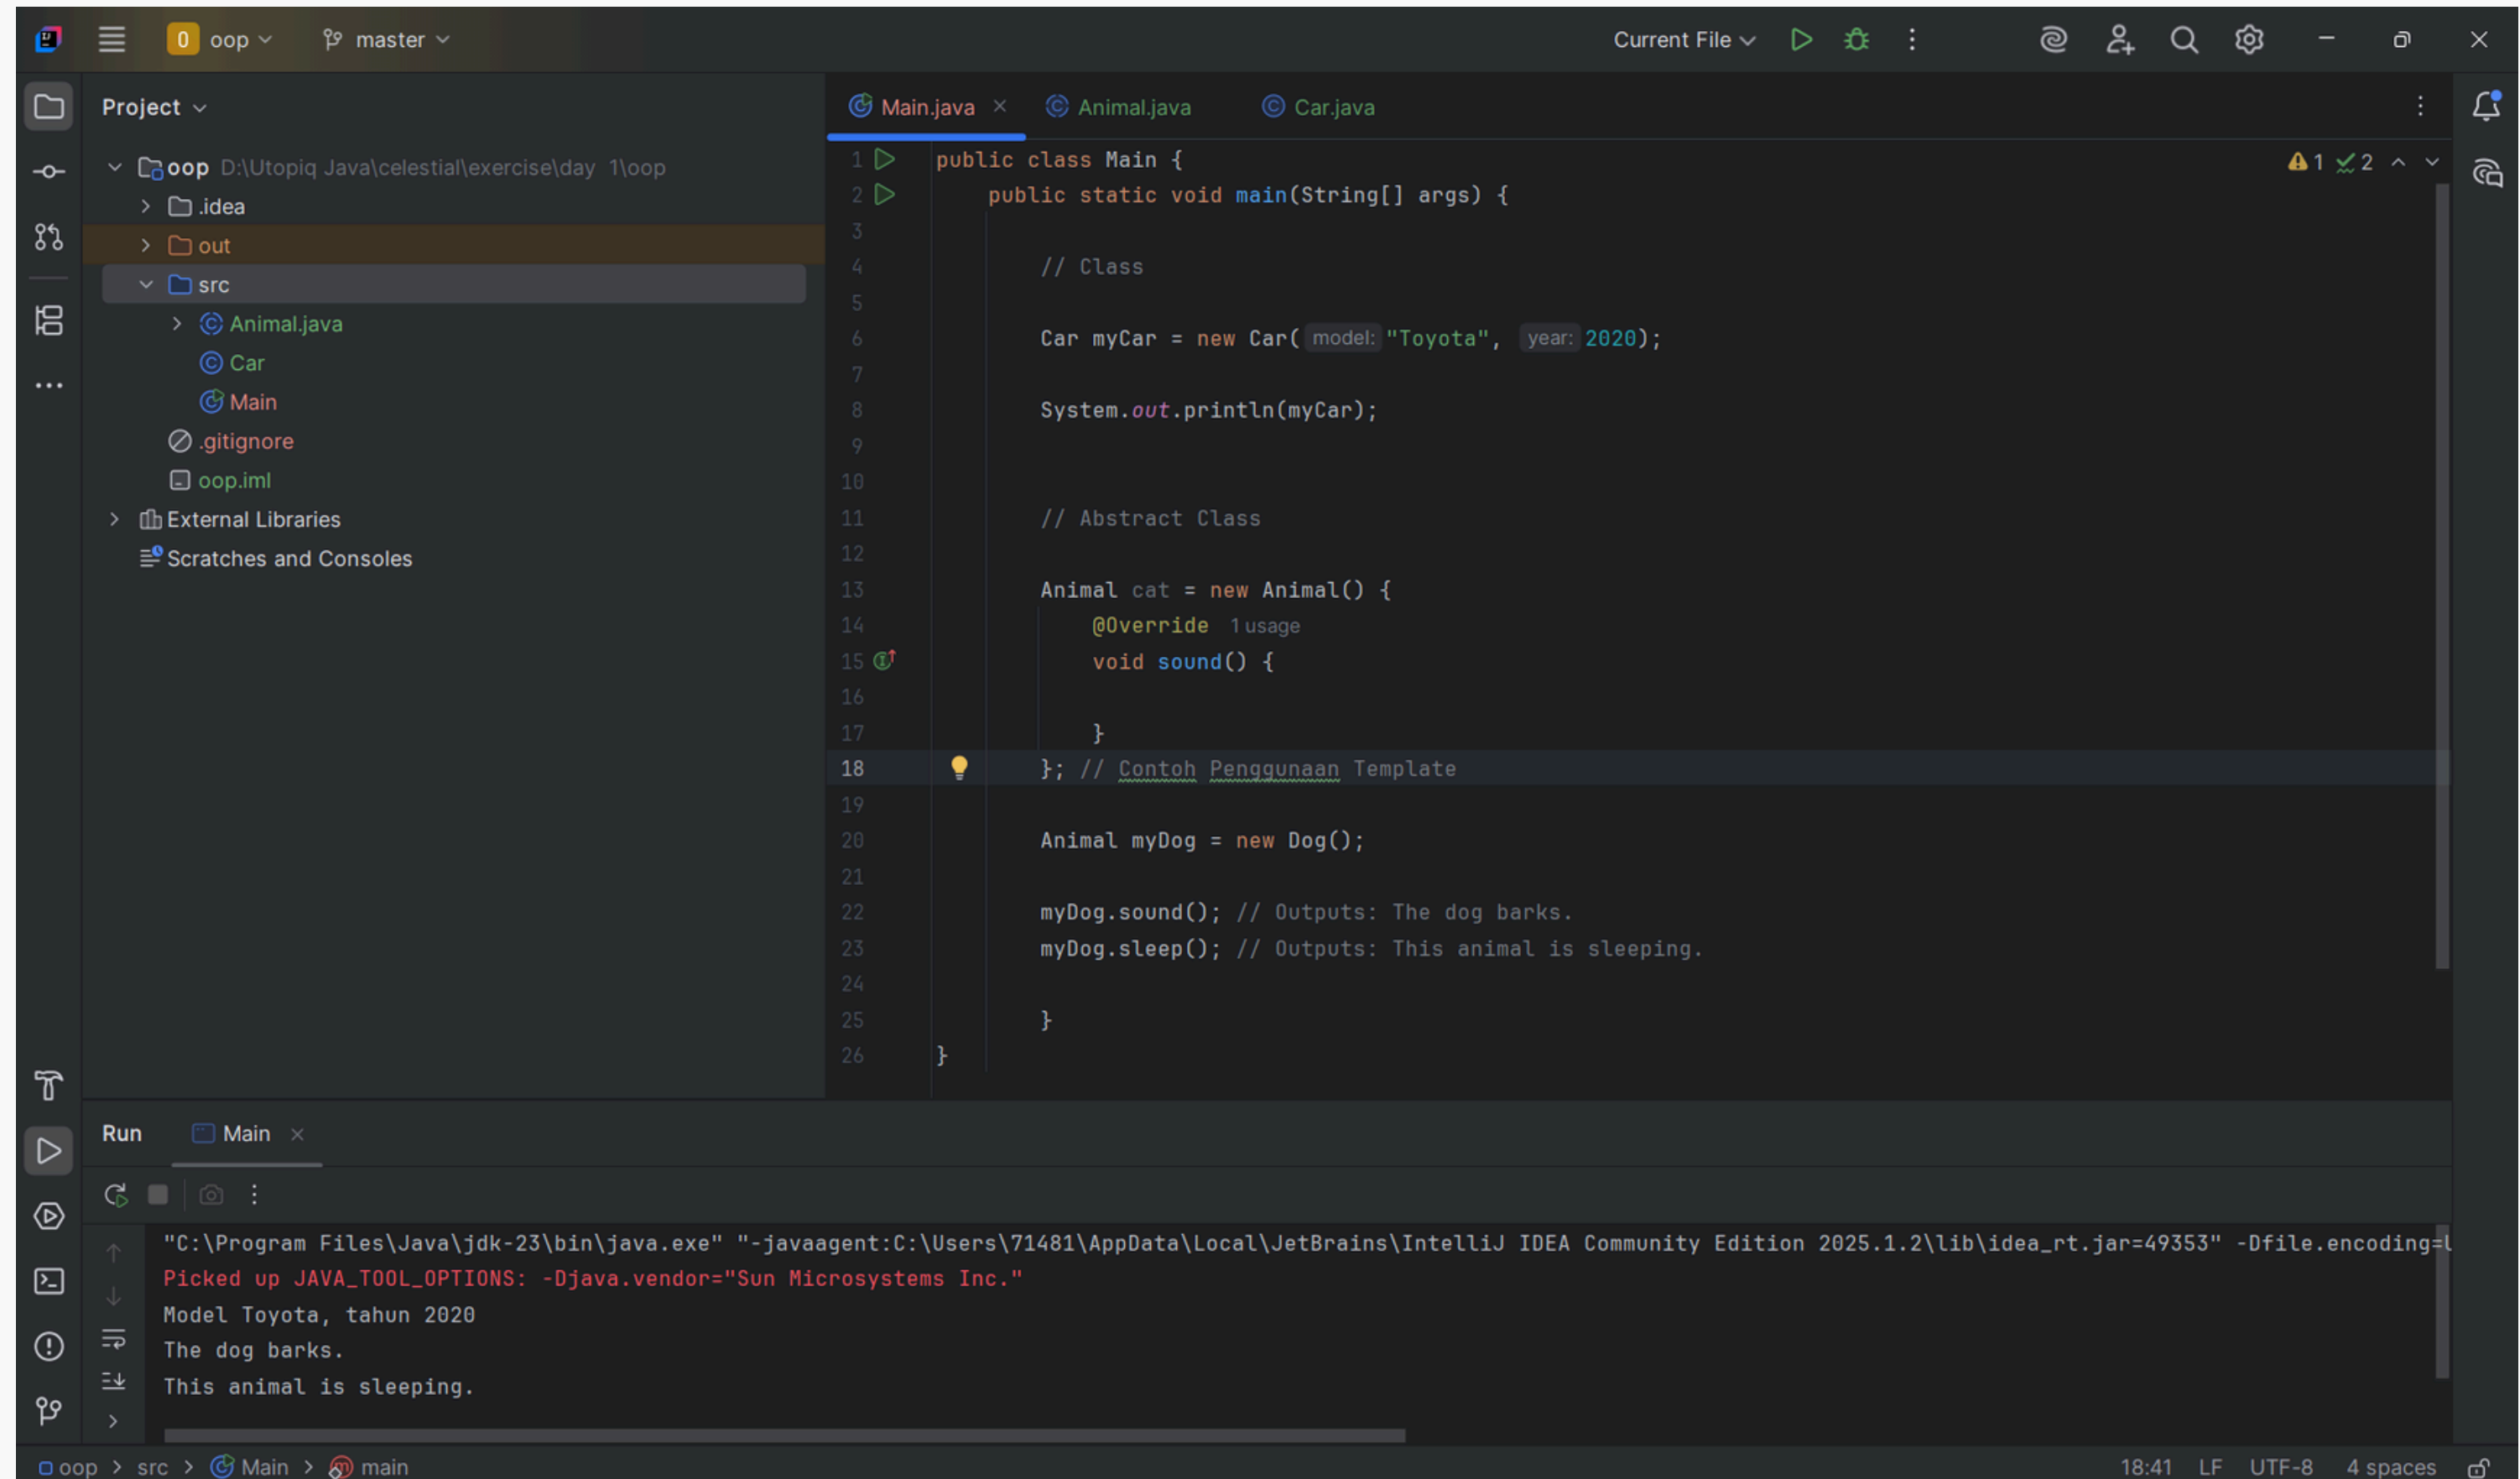 oop master Current File
Project
oop D:\Utopiq Java\celestial\exercise\day 1\oop
.idea
out
src
Animal.java
Car
Main
.gitignore
oop.iml
External Libraries
Scratches and Consoles
Main.java Animal.java Car.java
1 public class Main {
2 public static void main(String[] args) {
3
4 // Class
5
6 Car myCar = new Car( model: "Toyota", year: 2020);
7
8 System.out.println(myCar);
9
10
11 // Abstract Class
12
13 Animal cat = new Animal() {
14 @Override 1 usage
15 void sound() {
16
17 }
18 }; // Contoh Penggunaan Template
19
20 Animal myDog = new Dog();
21
22 myDog.sound(); // Outputs: The dog barks.
23 myDog.sleep(); // Outputs: This animal is sleeping.
24
25 }
26 }
1 2
Run Main
"C:\Program Files\Java\jdk-23\bin\java.exe" "-javaagent:C:\Users\71481\AppData\Local\JetBrains\IntelliJ IDEA Community Edition 2025.1.2\lib\idea_rt.jar=49353" -Dfile.encoding=
Picked up JAVA_TOOL_OPTIONS: -Djava.vendor="Sun Microsystems Inc."
Model Toyota, tahun 2020
The dog barks.
This animal is sleeping.
oop > src > Main > main 18:41 LF UTF-8 4 spaces